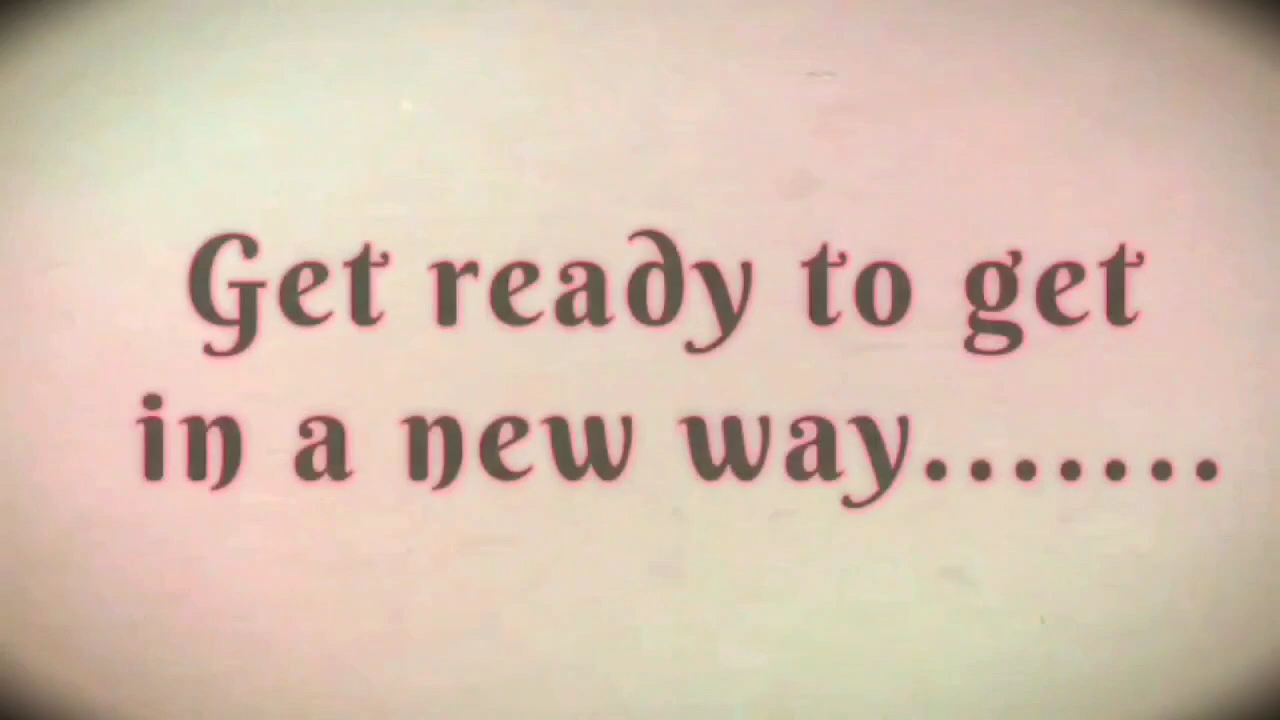 Get ready to get
in a new way.......